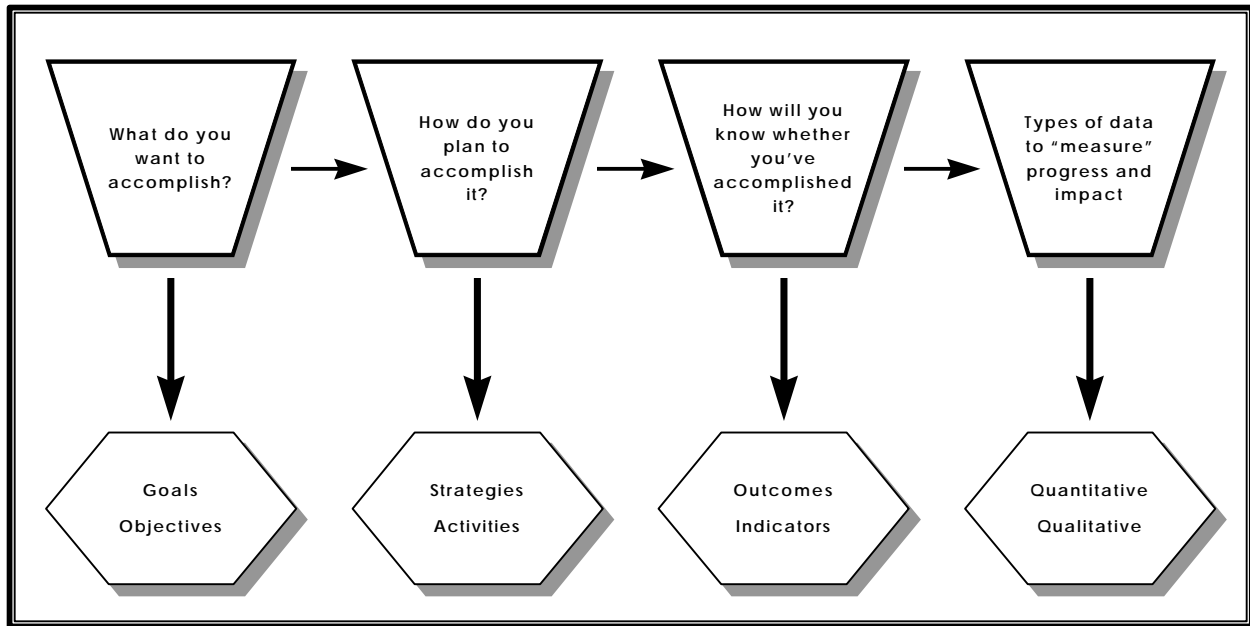 What do you
want to
accomplish?
How do you
plan to
accomplish
it?
How will you
know whether
you’ve
accomplished
it?
Types of data
to “measure”
progress and
impact
Goals
Objectives
Strategies
Activities
Outcomes
Indicators
Quantitative
Qualitative